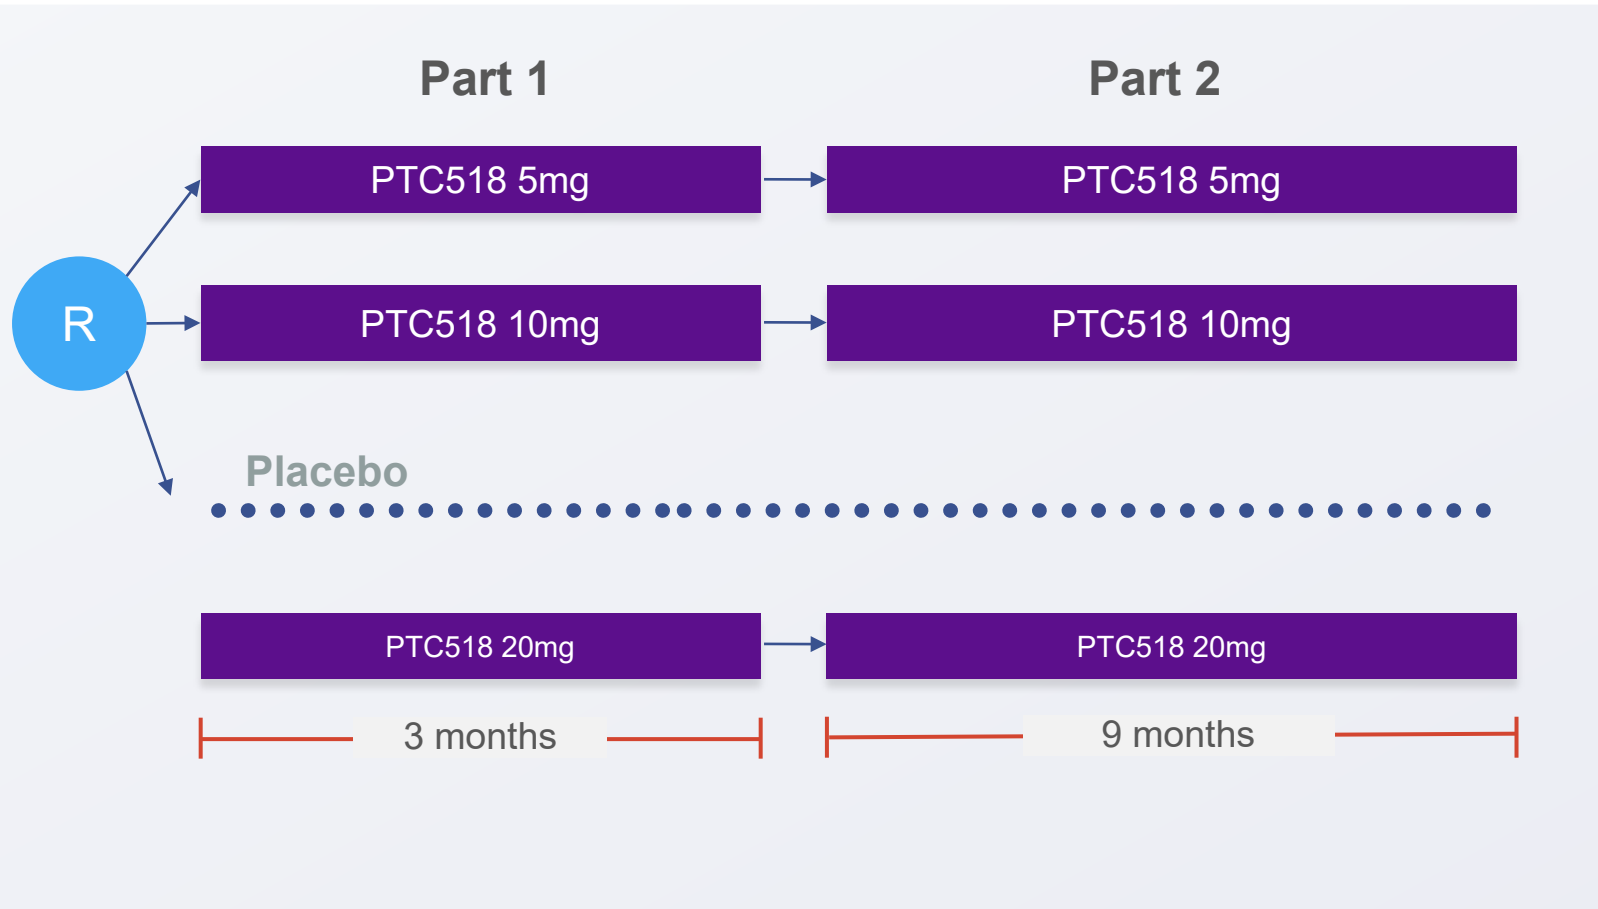 Part 1
Part 2
PTC518 5mg
PTC518 5mg
R
PTC518 10mg
PTC518 10mg
Placebo
PTC518 20mg
PTC518 20mg
3 months
9 months